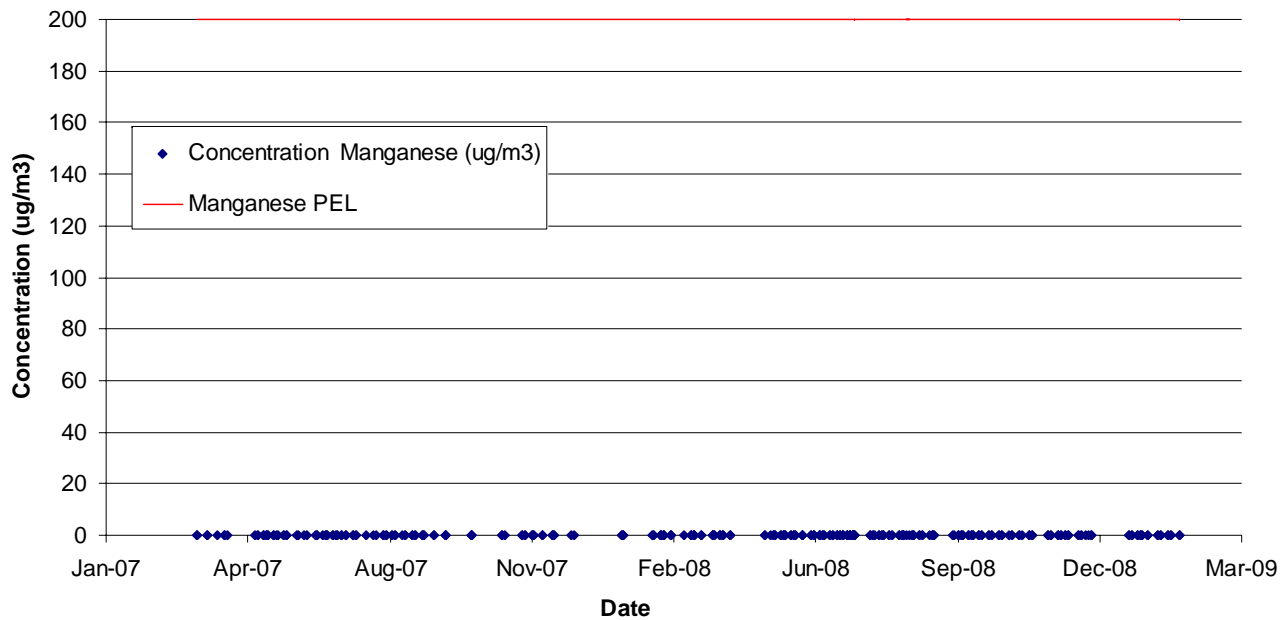 200
180
160
140
120
100
80
60
40
20
0
Concentration (ug/m3)
Concentration Manganese (ug/m3)
Manganese PEL
Jan-07 Apr-07 Aug-07 Nov-07 Feb-08 Jun-08 Sep-08 Dec-08 Mar-09
Date